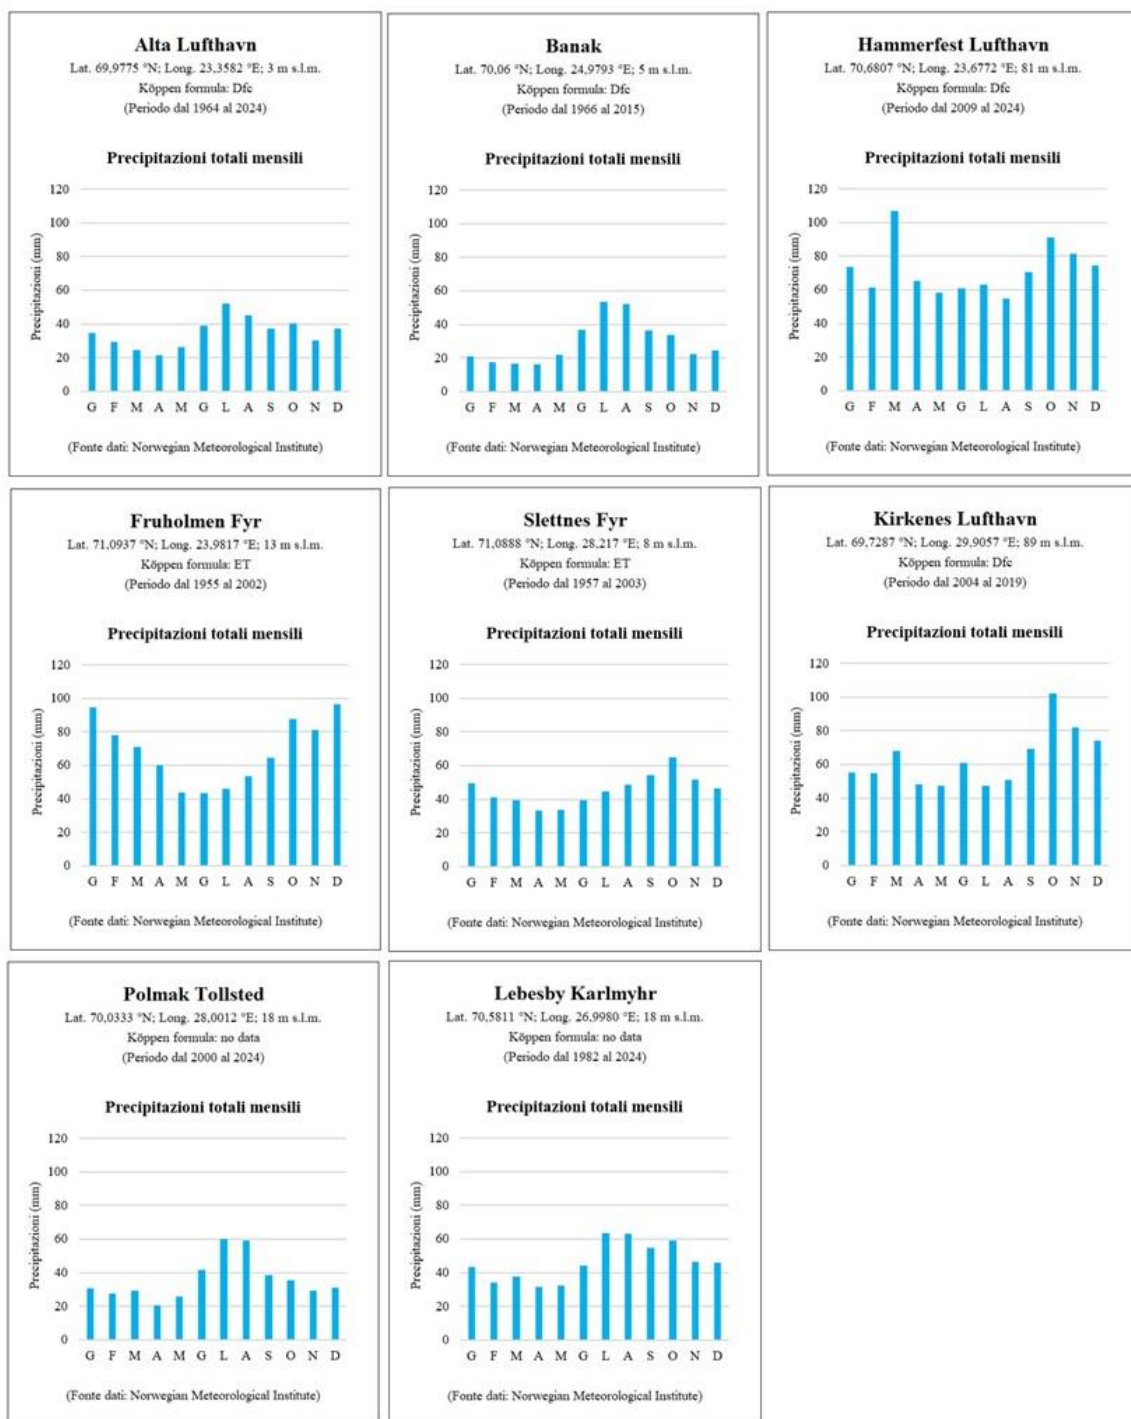 Alta Lufthavn
Lat. 69,9775 °N; Long. 23,3582 °E; 3 m s.l.m.
Köppen formula: Dfc
(Periodo dal 1964 al 2024)
Precipitazioni totali mensili
Precipitazioni (mm)
120
100
80
60
40
20
0
G F M A M G L A S O N D
(Fonte dati: Norwegian Meteorological Institute)
Banak
Lat. 70,06 °N; Long. 24,9793 °E; 5 m s.l.m.
Köppen formula: Dfc
(Periodo dal 1966 al 2015)
Precipitazioni totali mensili
Precipitazioni (mm)
120
100
80
60
40
20
0
G F M A M G L A S O N D
(Fonte dati: Norwegian Meteorological Institute)
Hammerfest Lufthavn
Lat. 70,6807 °N; Long. 23,6772 °E; 81 m s.l.m.
Köppen formula: Dfc
(Periodo dal 2009 al 2024)
Precipitazioni totali mensili
Precipitazioni (mm)
120
100
80
60
40
20
0
G F M A M G L A S O N D
(Fonte dati: Norwegian Meteorological Institute)
Fruholmen Fyr
Lat. 71,0937 °N; Long. 23,9817 °E; 13 m s.l.m.
Köppen formula: ET
(Periodo dal 1955 al 2002)
Precipitazioni totali mensili
Precipitazioni (mm)
120
100
80
60
40
20
0
G F M A M G L A S O N D
(Fonte dati: Norwegian Meteorological Institute)
Slettnes Fyr
Lat. 71,0888 °N; Long. 28,217 °E; 8 m s.l.m.
Köppen formula: ET
(Periodo dal 1957 al 2003)
Precipitazioni totali mensili
Precipitazioni (mm)
120
100
80
60
40
20
0
G F M A M G L A S O N D
(Fonte dati: Norwegian Meteorological Institute)
Kirkenes Lufthavn
Lat. 69,7287 °N; Long. 29,9057 °E; 89 m s.l.m.
Köppen formula: Dfc
(Periodo dal 2004 al 2019)
Precipitazioni totali mensili
Precipitazioni (mm)
120
100
80
60
40
20
0
G F M A M G L A S O N D
(Fonte dati: Norwegian Meteorological Institute)
Polmak Tollsted
Lat. 70,0333 °N; Long. 28,0012 °E; 18 m s.l.m.
Köppen formula: no data
(Periodo dal 2000 al 2024)
Precipitazioni totali mensili
Precipitazioni (mm)
120
100
80
60
40
20
0
G F M A M G L A S O N D
(Fonte dati: Norwegian Meteorological Institute)
Lebesby Karlmyhr
Lat. 70,5811 °N; Long. 26,9980 °E; 18 m s.l.m.
Köppen formula: no data
(Periodo dal 1982 al 2024)
Precipitazioni totali mensili
Precipitazioni (mm)
120
100
80
60
40
20
0
G F M A M G L A S O N D
(Fonte dati: Norwegian Meteorological Institute)